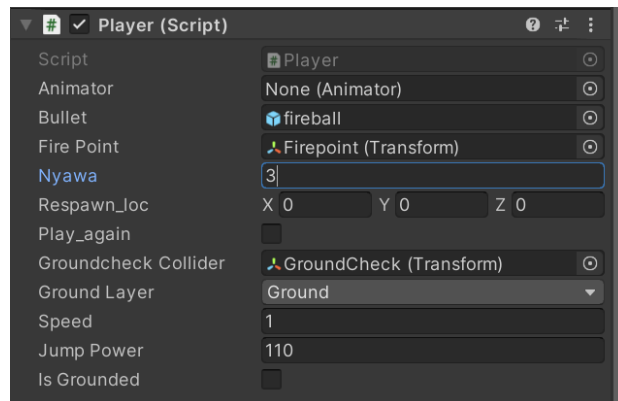 Player (Script)
Script Player
Animator None (Animator)
Bullet fireball
Fire Point Firepoint (Transform)
Nyawa 3
Respawn_loc X 0 Y 0 Z 0
Play_again
Groundcheck Collider GroundCheck (Transform)
Ground Layer Ground
Speed 1
Jump Power 110
Is Grounded